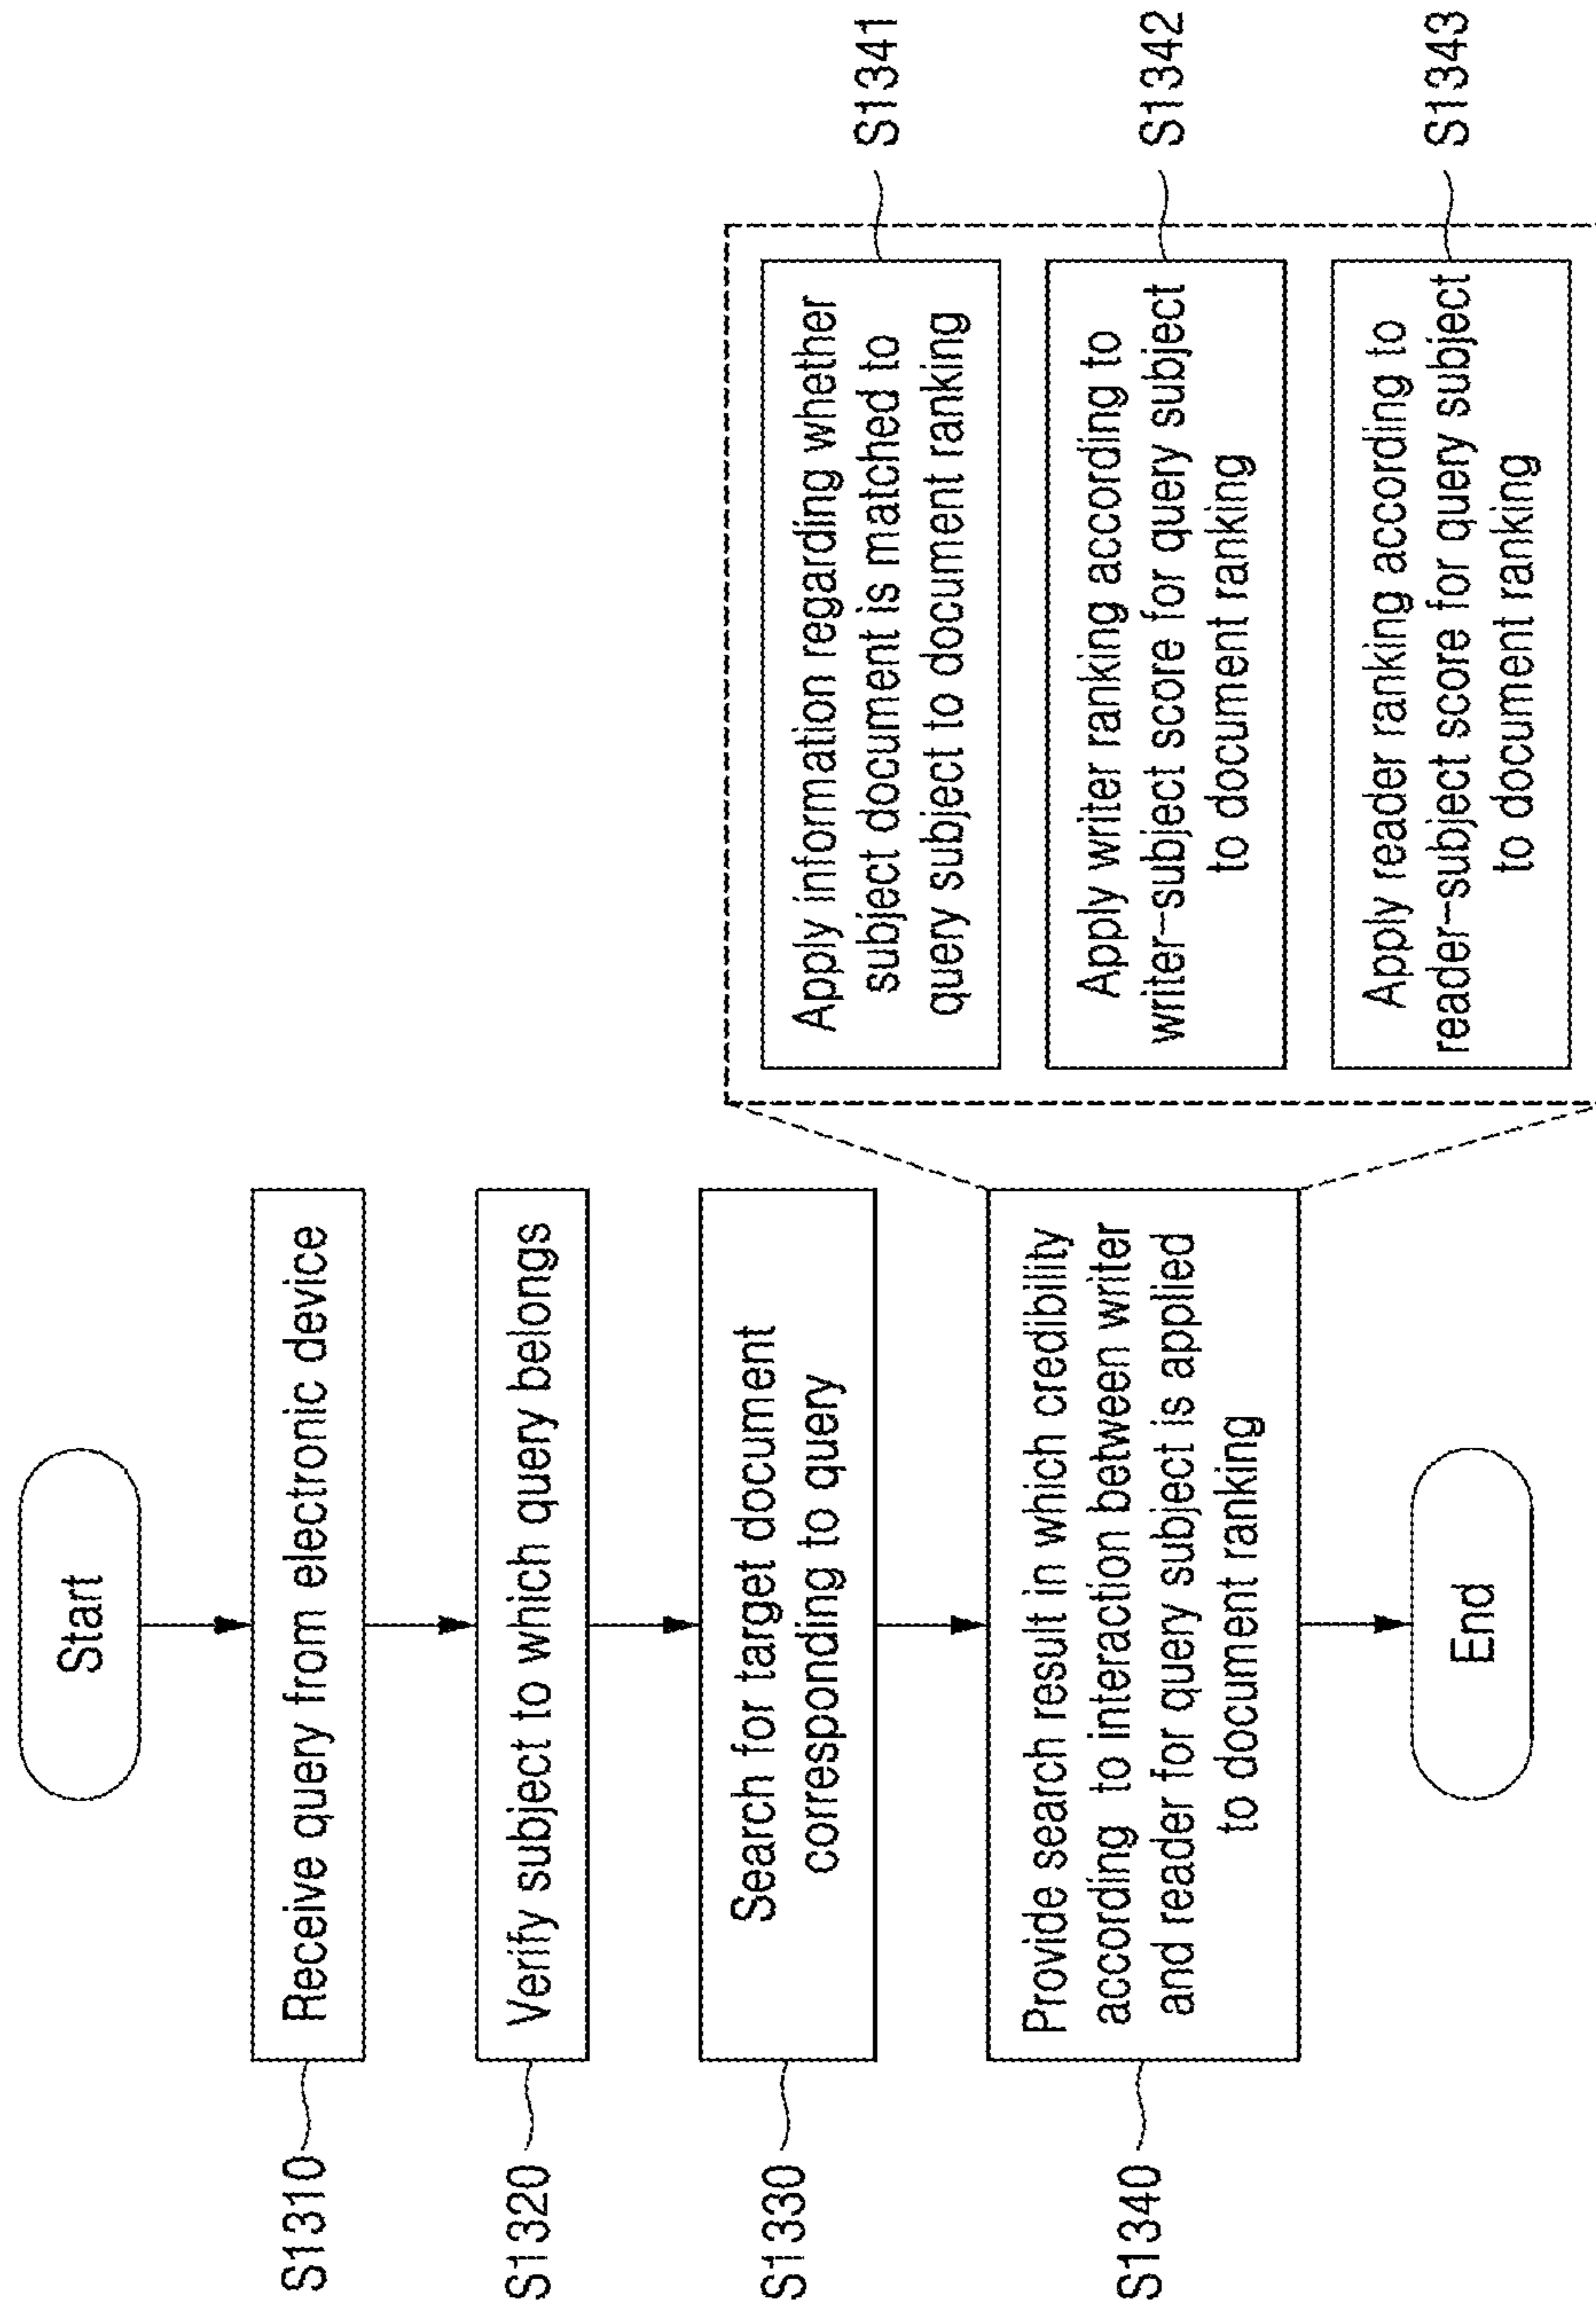 Start
S1310
Receive query from electronic device
S1320
Verify subject to which query belongs
S1330
Search for target document
corresponding to query
S1340
Provide search result in which credibility
according to interaction between writer
and reader for query subject is applied
to document ranking
End
Apply information regarding whether
subject document is matched to
query subject to document ranking
S1341
Apply writer ranking according to
writer-subject score for query subject
to document ranking
S1342
Apply reader ranking according to
reader-subject score for query subject
to document ranking
S1343